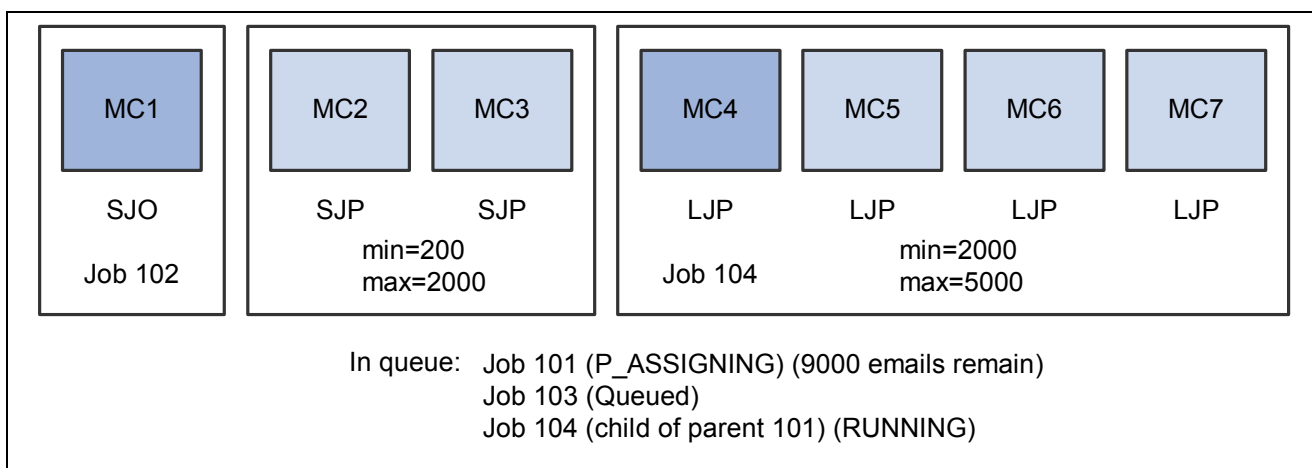 MC1 MC2 MC3 MC4 MC5 MC6 MC7
SJO SJP SJP LJP LJP LJP LJP
min=200 min=2000
Job 102 max=2000 Job 104 max=5000
In queue: Job 101 (P_ASSIGNING) (9000 emails remain)
Job 103 (Queued)
Job 104 (child of parent 101) (RUNNING)